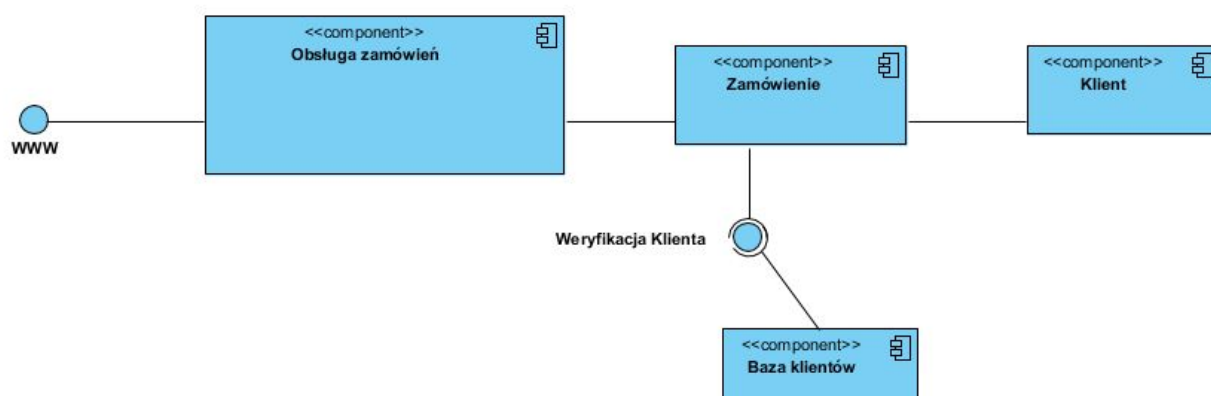 <<component>>
Obsługa zamówień
<<component>>
Zamówienie
<<component>>
Klient
WWW
Weryfikacja Klienta
<<component>>
Baza klientów